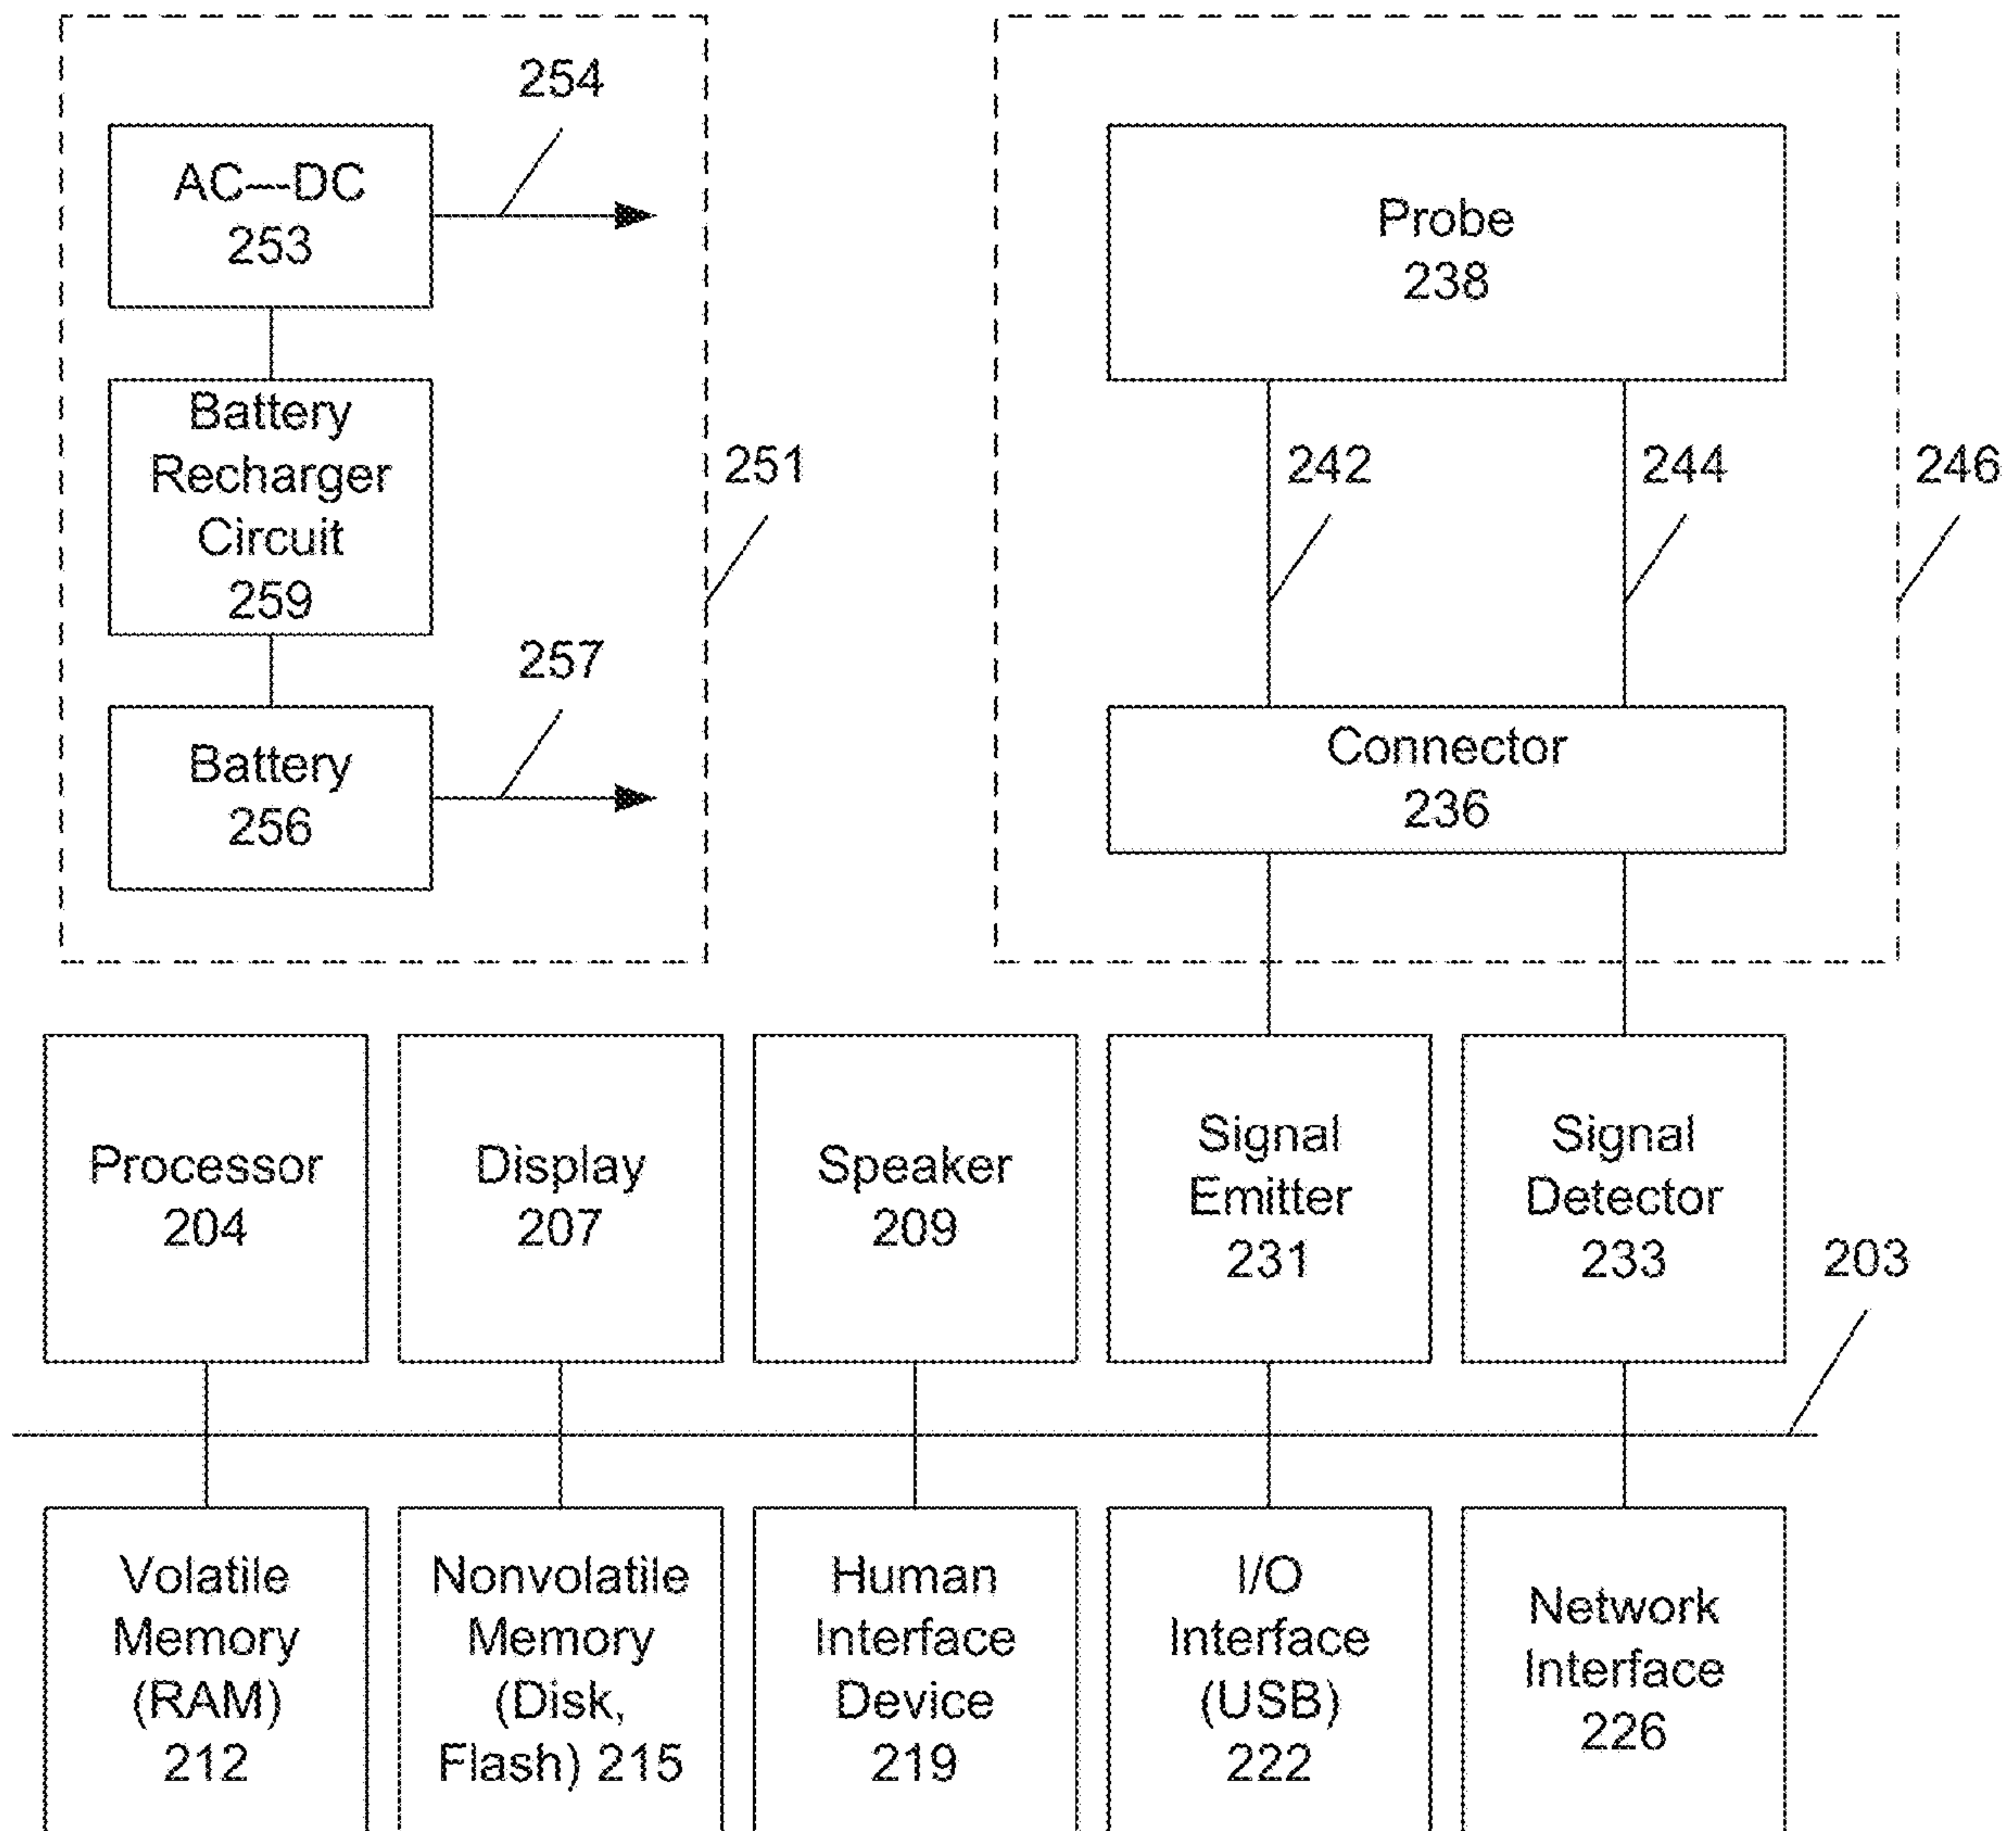 254
AC---DC
253
Probe
238
Battery
Recharger
Circuit
259
251
242
244
246
257
Battery
256
Connector
236
Processor
204
Display
207
Speaker
209
Signal
Emitter
231
Signal
Detector
233
203
Volatile
Memory
(RAM)
212
Nonvolatile
Memory
(Disk,
Flash) 215
Human
Interface
Device
219
I/O
Interface
(USB)
222
Network
Interface
226